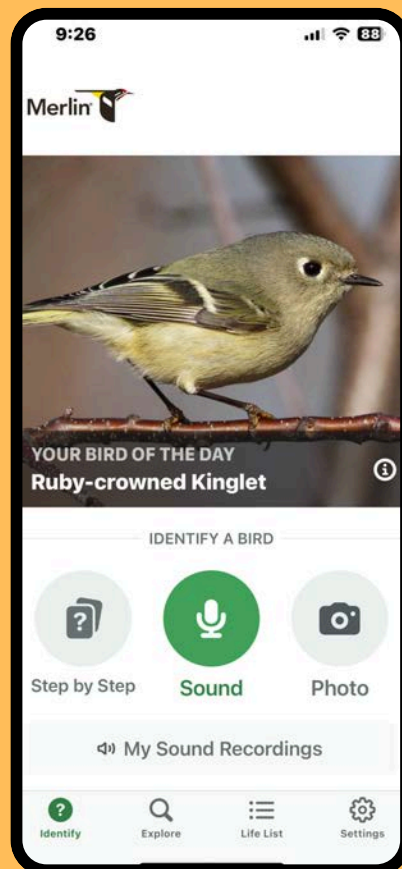 9:26
88
Merlin
YOUR BIRD OF THE DAY
Ruby-crowned Kinglet
IDENTIFY A BIRD
Step by Step
Sound
Photo
My Sound Recordings
Identify
Explore
Life List
Settings